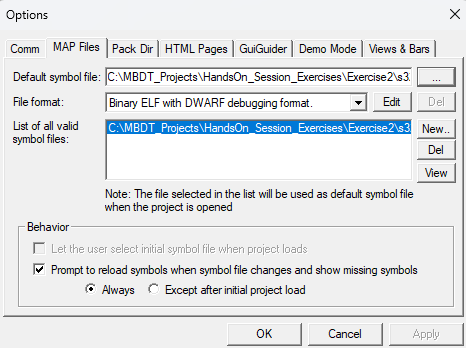 Options
Comm MAP Files Pack Dir HTML Pages GuiGuider Demo Mode Views & Bars
Default symbol file: C:\MBDT_Projects\HandsOn_Session_Exercises\Exercise2\s3 ...
File format: Binary ELF with DWARF debugging format. Edit Del
List of all valid symbol files: C:\MBDT_Projects\HandsOn_Session_Exercises\Exercise2\s3 New..
Del
View
Note: The file selected in the list will be used as default symbol file
when the project is opened
Behavior
Let the user select initial symbol file when project loads
Prompt to reload symbols when symbol file changes and show missing symbols
Always Except after initial project load
OK Cancel Apply